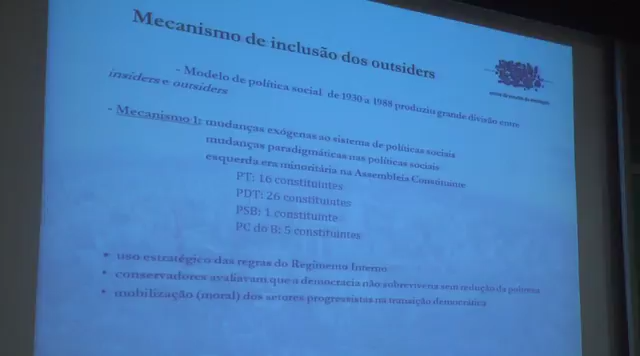 Mecanismo de inclusão dos outsiders
- Modelo de política social de 1930 a 1988 produziu grande divisão entre
insiders e outsiders
- Mecanismo I: mudanças exógenas ao sistema de políticas sociais
mudanças paradigmáticas nas políticas sociais
esquerda era minoritária na Assembleia Constituinte
PT: 16 constituintes
PDT: 26 constituintes
PSB: 1 constituinte
PC do B: 5 constituintes
• uso estratégico das regras do Regimento Interno
• conservadores avaliavam que a democracia não sobreviveria sem redução da pobreza
• mobilização (moral) dos setores progressistas na transição democrática